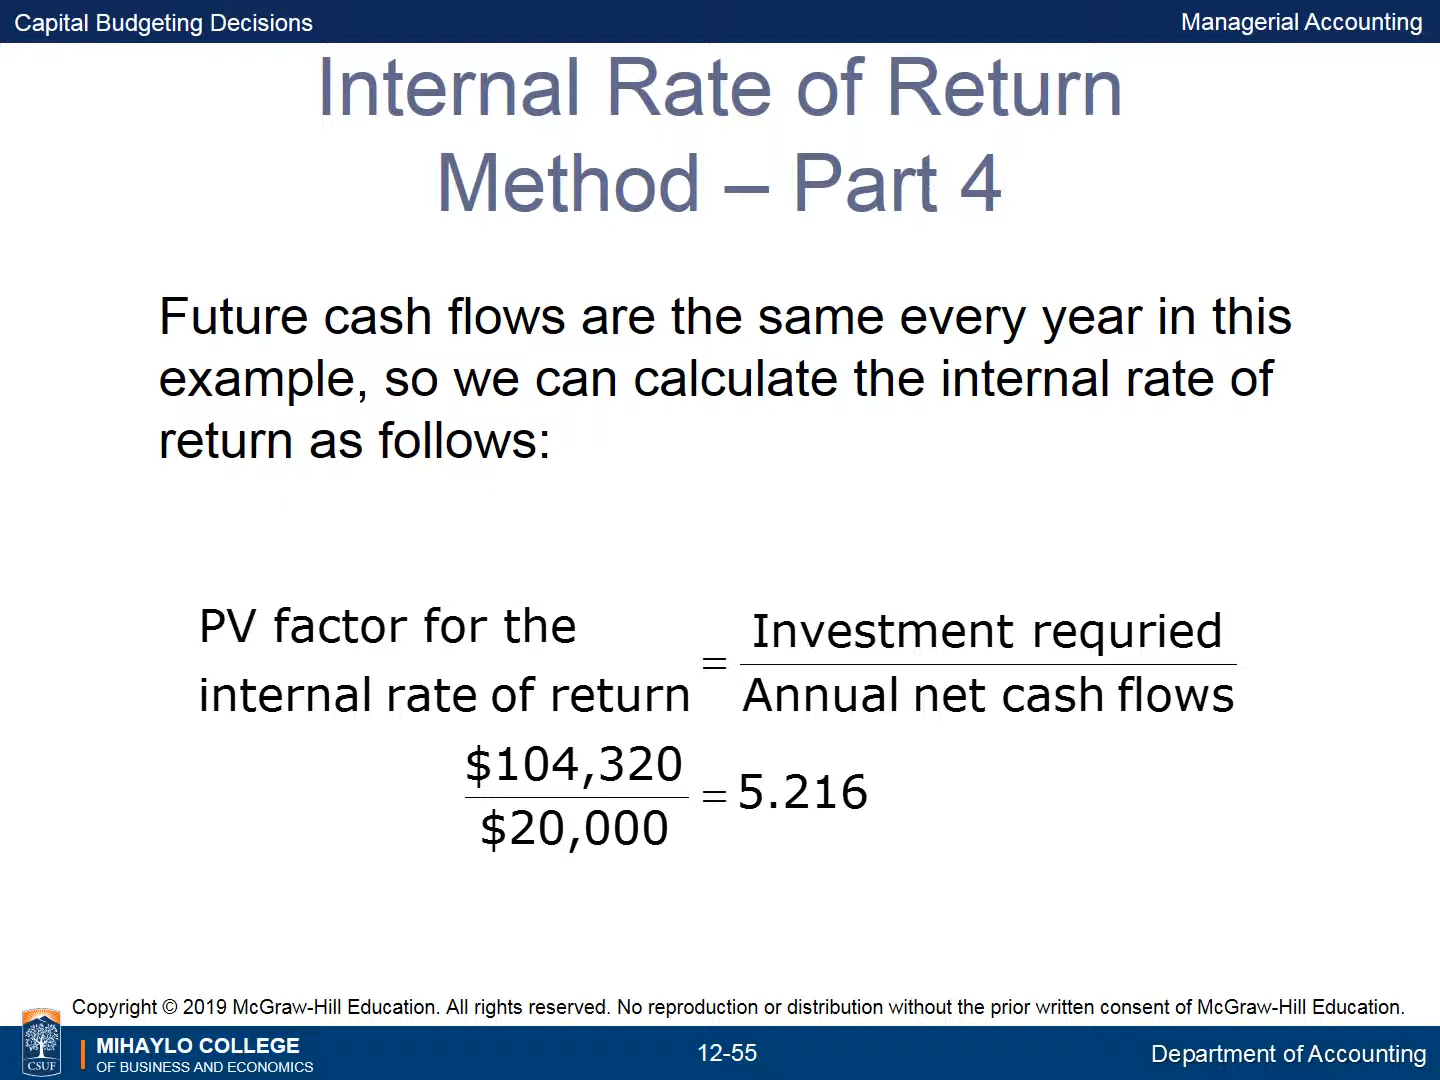 Capital Budgeting Decisions
Managerial Accounting
Internal Rate of Return
Method – Part 4
Future cash flows are the same every year in this
example, so we can calculate the internal rate of
return as follows:
PV factor for the
internal rate of return
=
Investment requried
Annual net cash flows
$104,320
$20,000
= 5.216
Copyright © 2019 McGraw-Hill Education. All rights reserved. No reproduction or distribution without the prior written consent of McGraw-Hill Education.
CSUF
MIHAYLO COLLEGE
OF BUSINESS AND ECONOMICS
12-55
Department of Accounting